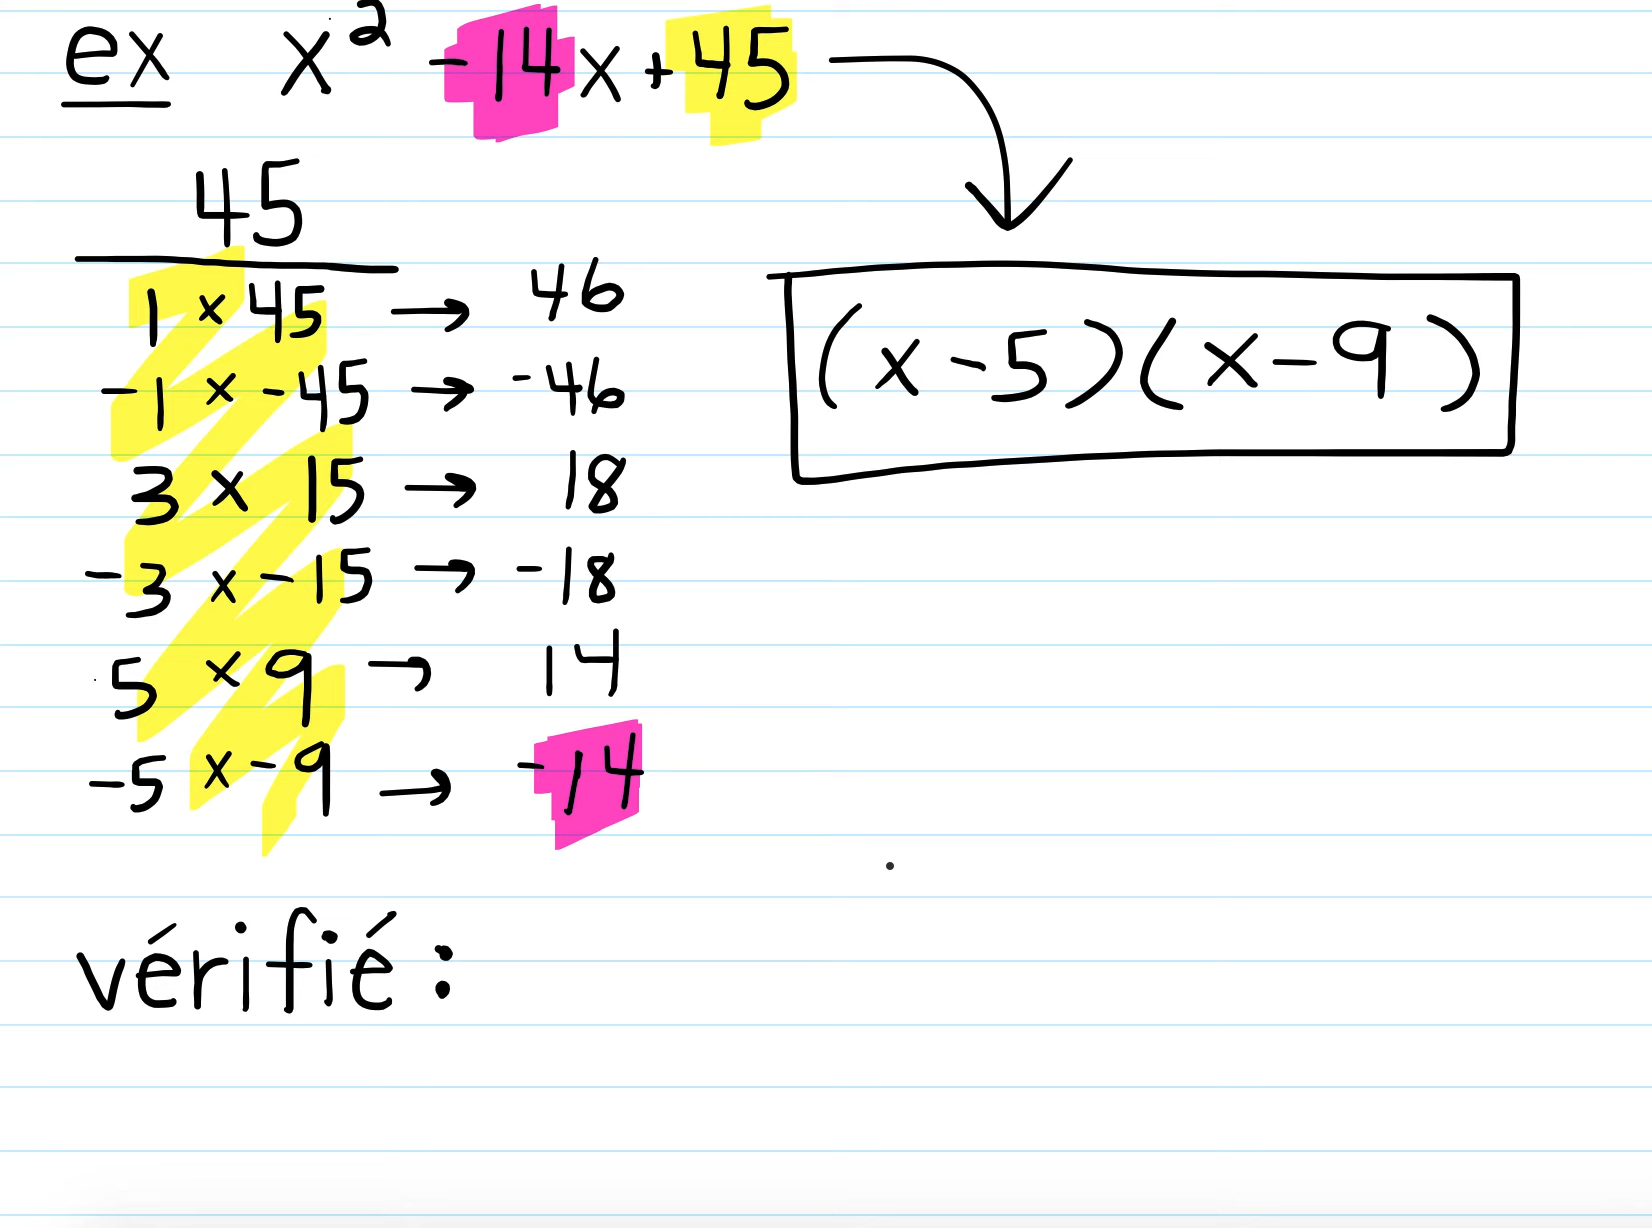 ex x² -14x + 45
45
1 x 45 → 46
-1 x -45 → -46
3 x 15 → 18
-3 x -15 → -18
5 x 9 → 14
-5 x -9 → -14
(x-5)(x-9)
vérifié: